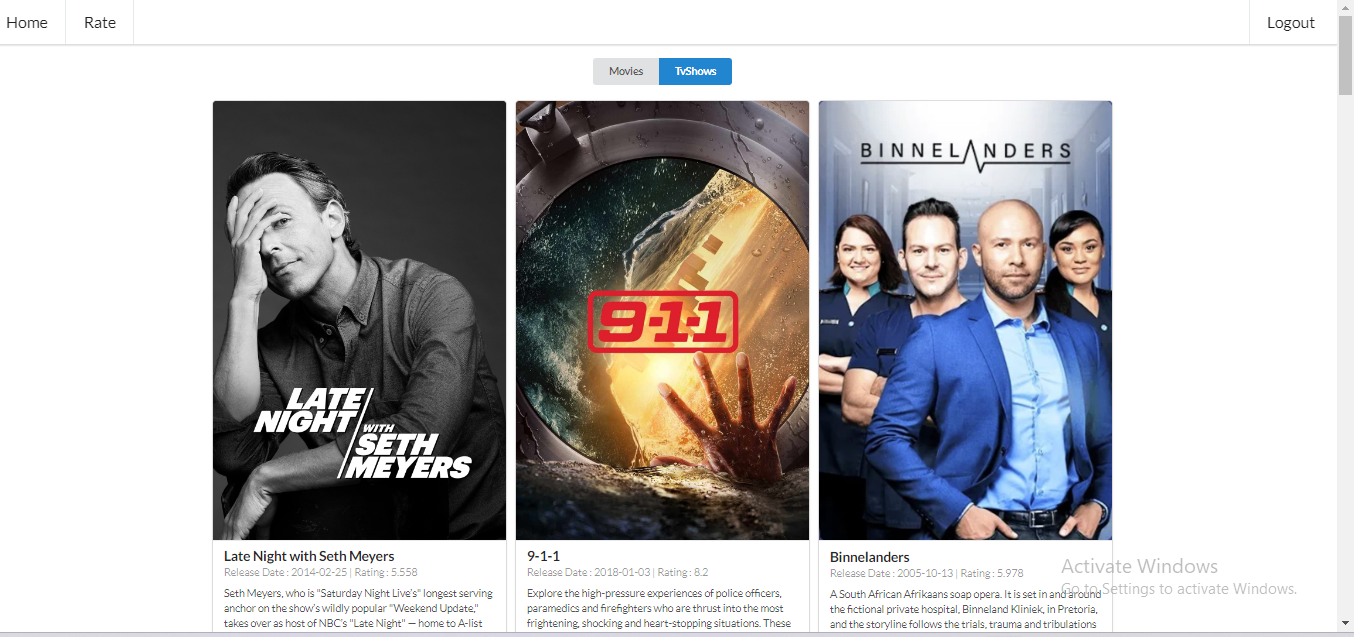 Home
Rate
Logout
Movies
TvShows
LATE
NIGHT
WITH
SETH
MEYERS
9-1-1
BINNELANDERS
Late Night with Seth Meyers
Release Date : 2014-02-25 | Rating : 5.558
Seth Meyers, who is "Saturday Night Live's" longest serving
anchor on the show's wildly popular "Weekend Update,"
takes over as host of NBC's "Late Night" — home to A-list
9-1-1
Release Date : 2018-01-03 | Rating : 8.2
Explore the high-pressure experiences of police officers,
paramedics and firefighters who are thrust into the most
frightening, shocking and heart-stopping situations. These
Binnelanders
Release Date : 2005-10-13 | Rating : 5.978
A South African Afrikaans soap opera. It is set in and around
the fictional private hospital, Binneland Kliniek, in Pretoria,
and the storyline follows the trials, trauma and tribulations
Activate Windows
Go to Settings to activate Windows.